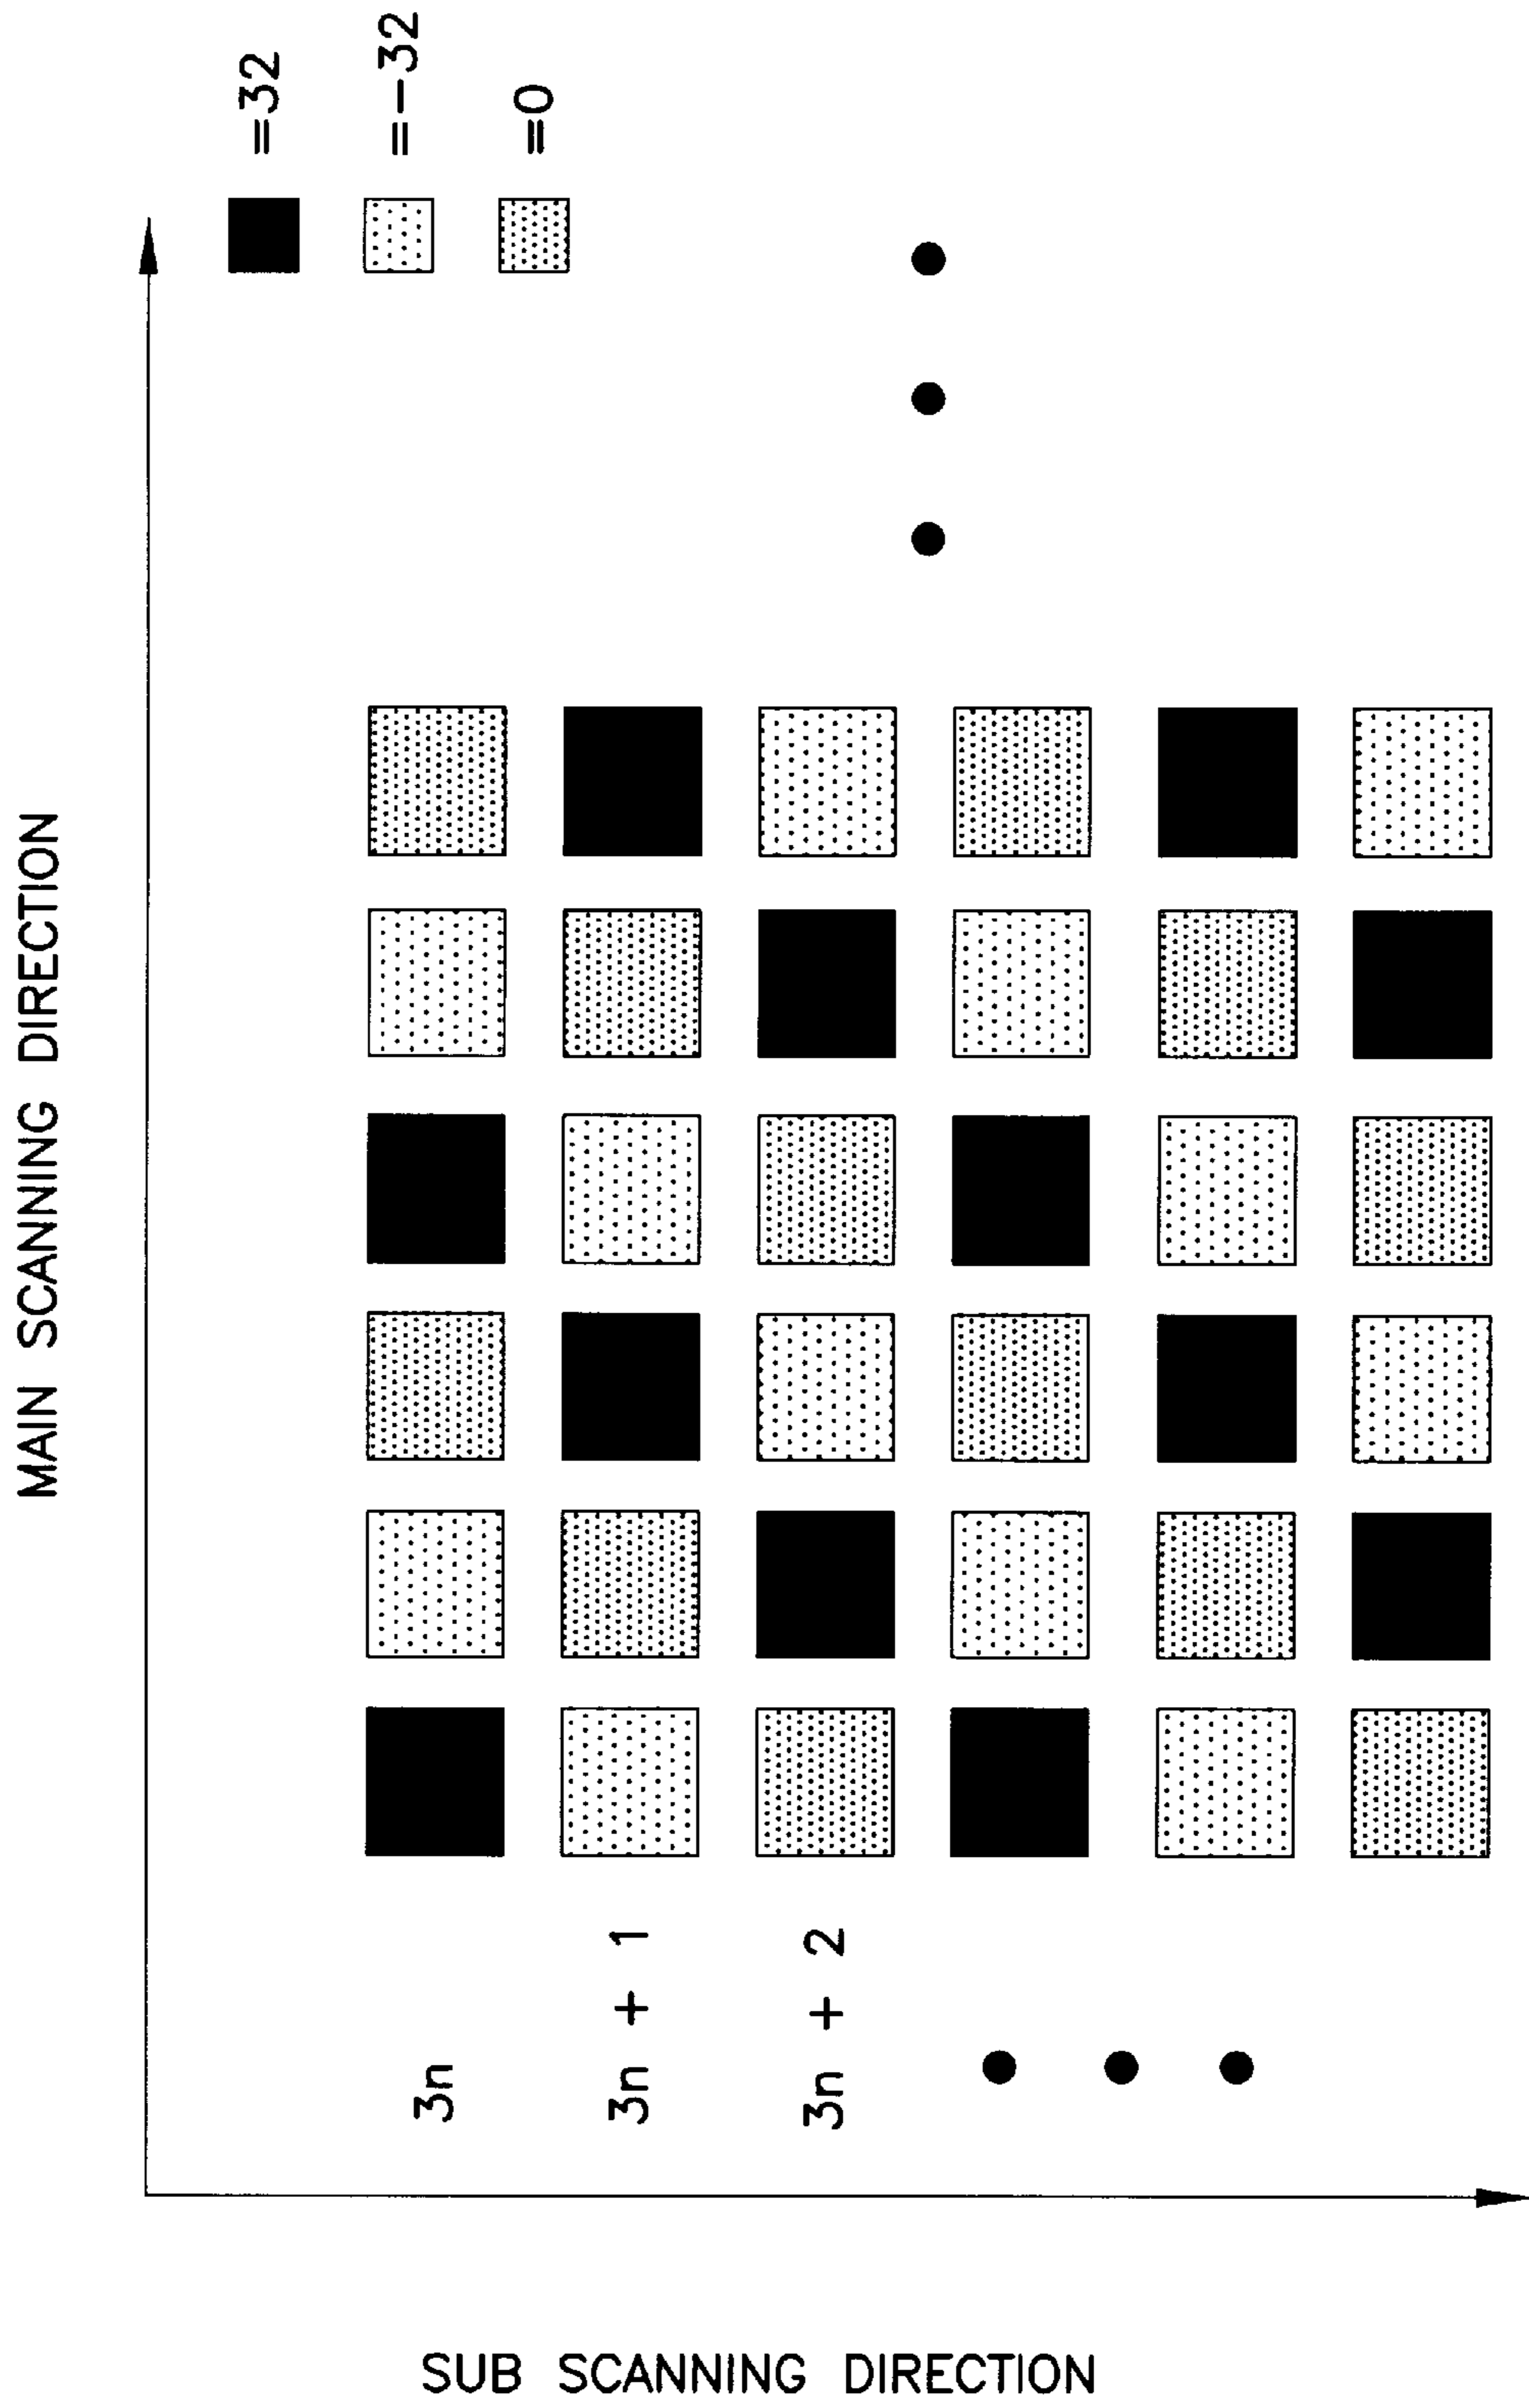 MAIN SCANNING DIRECTION
=32
=-32
=0
3n
3n + 1
3n + 2
SUB SCANNING DIRECTION